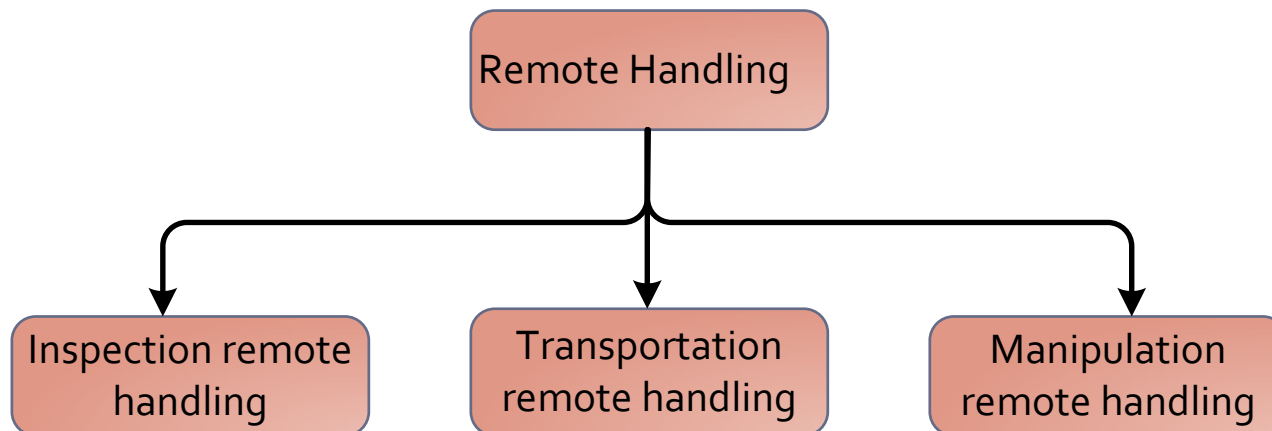 Remote Handling
Inspection remote
handling
Transportation
remote handling
Manipulation
remote handling